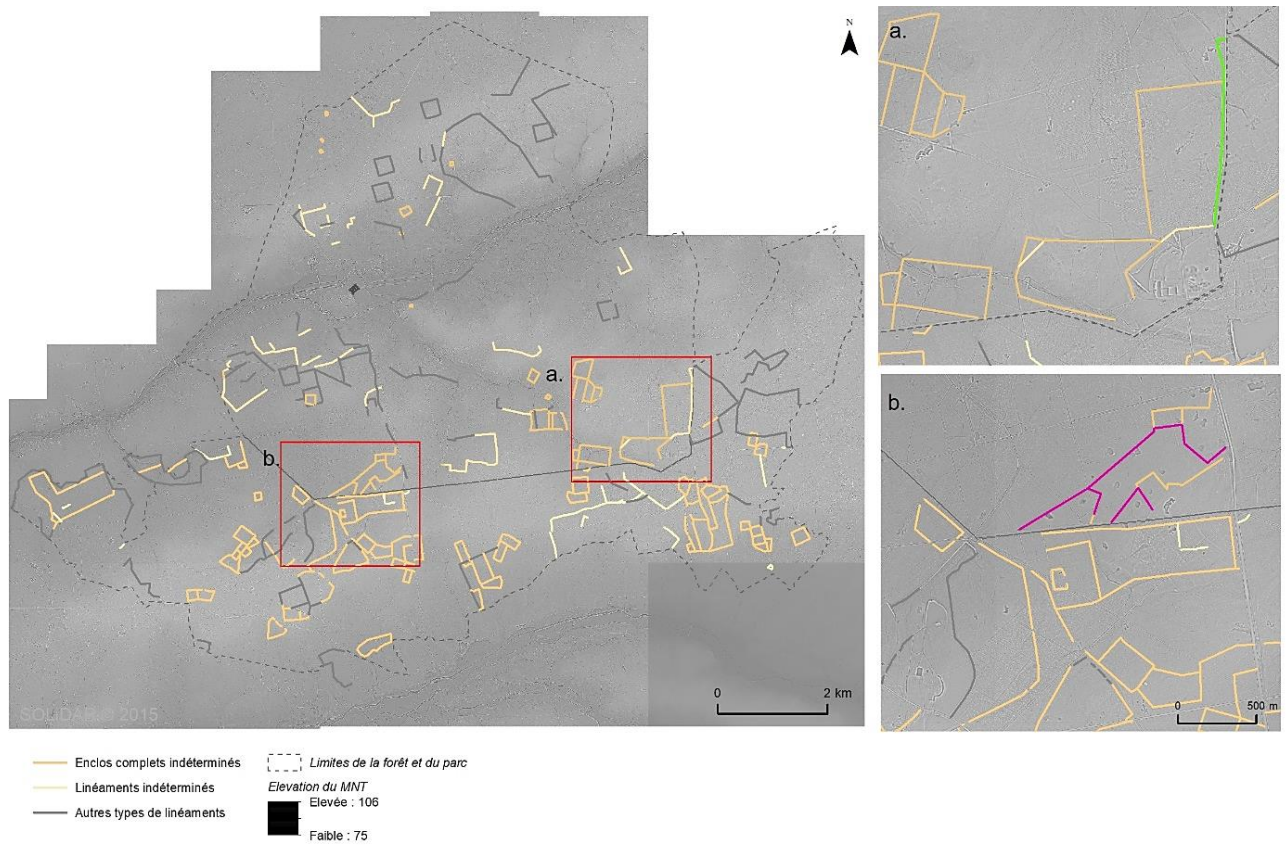 N
a.
a.
b.
b.
0 2 km
0 500 m
SOLiDAR © 2015
Enclos complets indéterminés
Linéaments indéterminés
Autres types de linéaments
Limites de la forêt et du parc
Elevation du MNT
Elevée : 106
Faible : 75